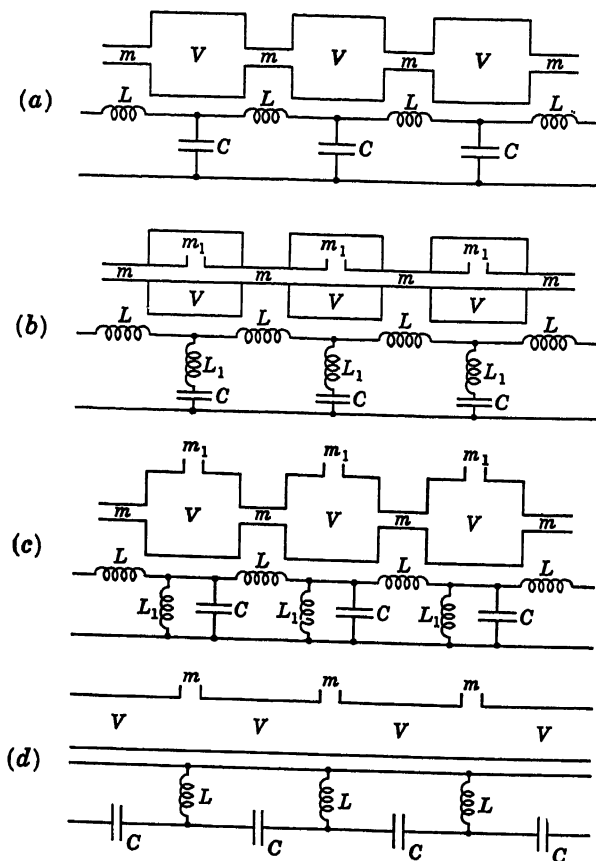 m V m V m V m
(a)
L L L L
C C C
m₁ m₁ m₁
m m m m
V V V
(b)
L L L L
L₁ L₁ L₁
C C C
m₁ m₁ m₁
V V V
m m m m
(c)
L L L L
L₁ C L₁ C L₁ C
m m m
V V V V
(d)
L L L
C C C C